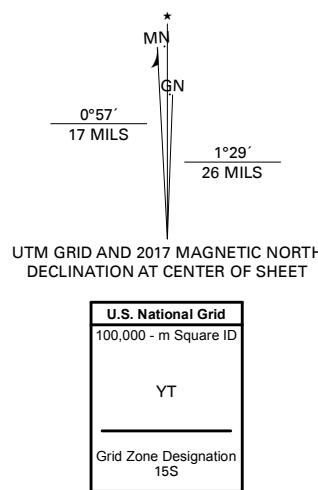 ★
MN
GN
0°57´
17 MILS
1°29´
26 MILS
UTM GRID AND 2017 MAGNETIC NORTH
DECLINATION AT CENTER OF SHEET
U.S. National Grid
100,000 - m Square ID
YT
Grid Zone Designation
15S